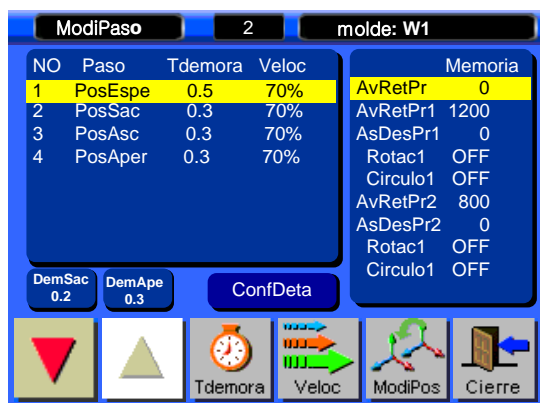 ModiPaso 2 molde: W1
NO Paso Tdemora Veloc
1 PosEspe 0.5 70%
2 PosSac 0.3 70%
3 PosAsc 0.3 70%
4 PosAper 0.3 70%
Memoria
AvRetPr 0
AvRetPr1 1200
AsDesPr1 0
Rotac1 OFF
Circulo1 OFF
AvRetPr2 800
AsDesPr2 0
Rotac1 OFF
Circulo1 OFF
DemSac
0.2
DemApe
0.3
ConfDeta
Tdemora Veloc ModiPos Cierre